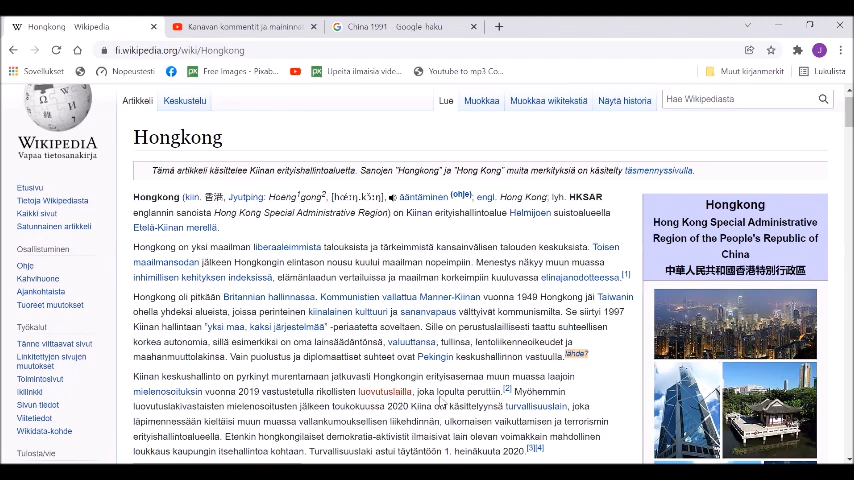 Hongkong – Wikipedia
Kanavan kommentit ja maininna
China 1991 - Google-haku
fi.wikipedia.org/wiki/Hongkong
J
Sovellukset
Nopeustesti
Free Images - Pixab...
Upeita ilmaisia vide...
Youtube to mp3 Co...
Muut kirjanmerkit
Lukulista
WIKIPEDIA
Vapaa tietosanakirja
Etusivu
Tietoja Wikipediasta
Kaikki sivut
Satunnainen artikkeli
Osallistuminen
Ohje
Kahvihuone
Ajankohtaista
Tuoreet muutokset
Työkalut
Tänne viittaavat sivut
Linkitettyjen sivujen
muutokset
Toimintosivut
Ikilinkki
Sivun tiedot
Viitetiedot
Wikidata-kohde
Tulosta/vie
Artikkeli Keskustelu
Lue Muokkaa Muokkaa wikitekstiä Näytä historia
Hae Wikipediasta
Hongkong
Tämä artikkeli käsittelee Kiinan erityishallintoaluetta. Sanojen "Hongkong" ja "Hong Kong" muita merkityksiä on käsitelty täsmennyssivulla.
Hongkong (kiin. 香港, Jyutping: Hoeng1gong2, [hœːŋ.kɔ̌ːŋ], ääntäminen (ohje), engl. Hong Kong; lyh. HKSAR
englannin sanoista Hong Kong Special Administrative Region) on Kiinan erityishallintoalue Helmijoen suistoalueella
Etelä-Kiinan merellä.
Hongkong on yksi maailman liberaaleimmista talouksista ja tärkeimmistä kansainvälisen talouden keskuksista. Toisen
maailmansodan jälkeen Hongkongin elintason nousu kuului maailman nopeimpiin. Menestys näkyy muun muassa
inhimillisen kehityksen indeksissä, elämänlaadun vertailuissa ja maailman korkeimpiin kuuluvassa elinajanodotteessa.[1]
Hongkong oli pitkään Britannian hallinnassa. Kommunistien vallattua Manner-Kiinan vuonna 1949 Hongkong jäi Taiwanin
ohella yhdeksi alueista, joissa perinteinen kiinalainen kulttuuri ja sananvapaus välttyivät kommunismilta. Se siirtyi 1997
Kiinan hallintaan "yksi maa, kaksi järjestelmää" -periaatetta soveltaen. Sille on perustuslaillisesti taattu suhteellisen
korkea autonomia, sillä esimerkiksi on oma lainsäädäntönsä, valuuttansa, tullinsa, lentoliikenneoikeudet ja
maahanmuuttolakinsa. Vain puolustus ja diplomaattiset suhteet ovat Pekingin keskushallinnon vastuulla.[lähde?]
Kiinan keskushallinto on pyrkinyt murentamaan jatkuvasti Hongkongin erityisasemaa muun muassa laajoin
mielenosoituksin vuonna 2019 vastustetulla rikollisten luovutuslailla, joka lopulta peruttiin.[2] Myöhemmin
luovutuslakivastaisten mielenosoitusten jälkeen toukokuussa 2020 Kiina otti käsittelyynsä turvallisuuslain, joka
läpimennessään kieltäisi muun muassa vallankumouksellisen liikehdinnän, ulkomaisen vaikuttamisen ja terrorismin
erityishallintoalueella. Etenkin hongkongilaiset demokratia-aktivistit ilmaisivat lain olevan voimakkain mahdollinen
loukkaus kaupungin itsehallintoa kohtaan. Turvallisuuslaki astui täytäntöön 1. heinäkuuta 2020.[3][4]
Hongkong
Hong Kong Special Administrative
Region of the People's Republic of
China
中華人民共和國香港特別行政區